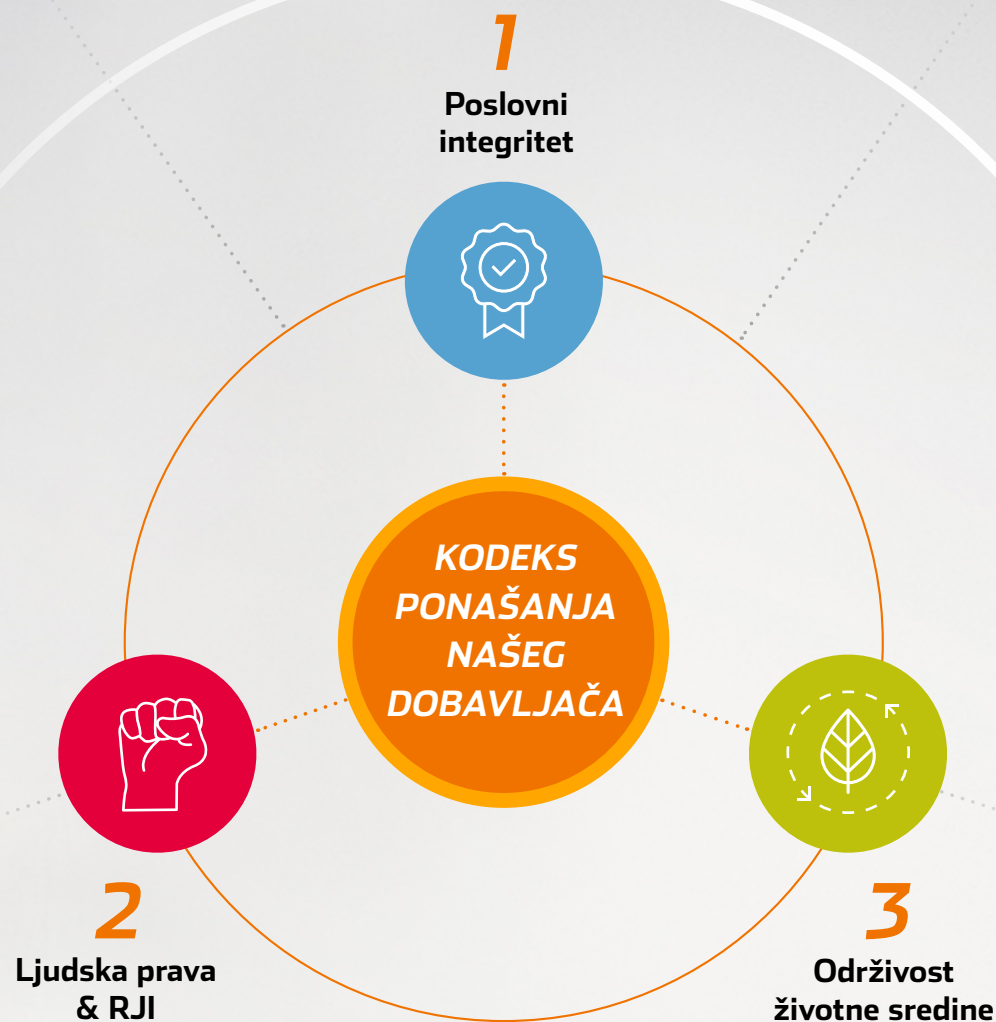 1
Poslovni
integritet
KODEKS
PONAŠANJA
NAŠEG
DOBAVLJAČA
2
Ljudska prava
& RJI
3
Održivost
životne sredine